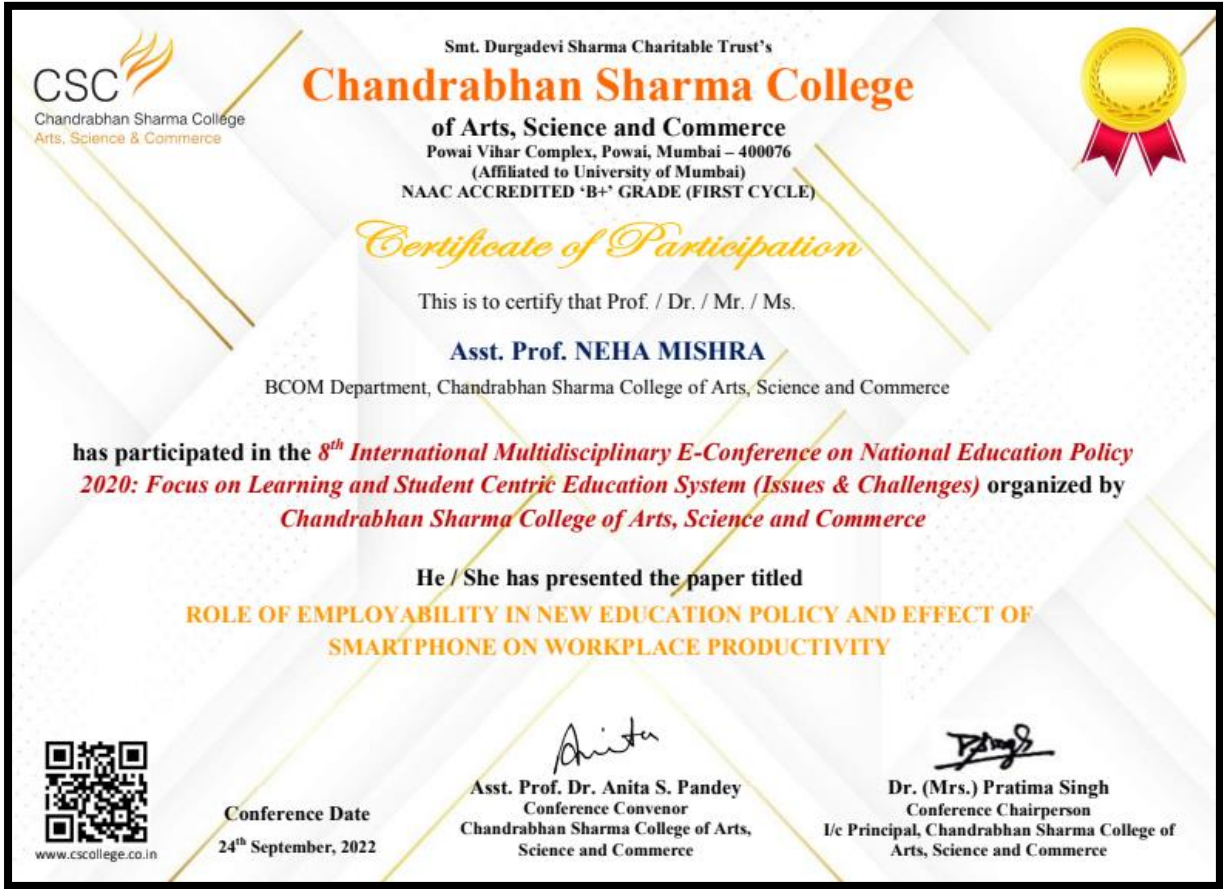 CSC
Chandrabhan Sharma College
Arts, Science & Commerce
Smt. Durgadevi Sharma Charitable Trust's
Chandrabhan Sharma College
of Arts, Science and Commerce
Powai Vihar Complex, Powai, Mumbai – 400076
(Affiliated to University of Mumbai)
NAAC ACCREDITED ‘B+’ GRADE (FIRST CYCLE)
Certificate of Participation
This is to certify that Prof. / Dr. / Mr. / Ms.
Asst. Prof. NEHA MISHRA
BCOM Department, Chandrabhan Sharma College of Arts, Science and Commerce
has participated in the 8th International Multidisciplinary E-Conference on National Education Policy
2020: Focus on Learning and Student Centric Education System (Issues & Challenges) organized by
Chandrabhan Sharma College of Arts, Science and Commerce
He / She has presented the paper titled
ROLE OF EMPLOYABILITY IN NEW EDUCATION POLICY AND EFFECT OF
SMARTPHONE ON WORKPLACE PRODUCTIVITY
www.cscollege.co.in
Conference Date
24th September, 2022
Anita
Asst. Prof. Dr. Anita S. Pandey
Conference Convenor
Chandrabhan Sharma College of Arts,
Science and Commerce
Dr. (Mrs.) Pratima Singh
Conference Chairperson
I/c Principal, Chandrabhan Sharma College of
Arts, Science and Commerce